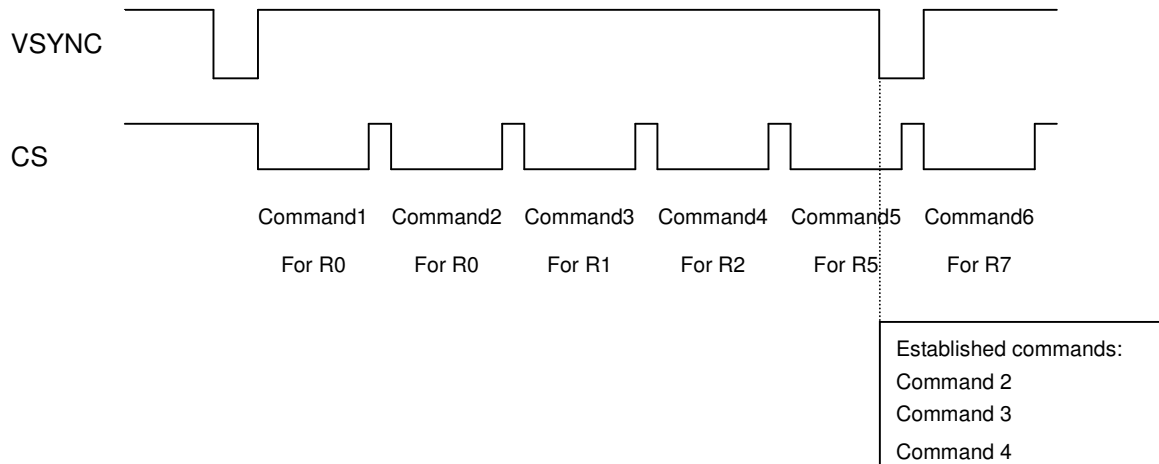 VSYNC
CS
Command1 Command2 Command3 Command4 Command5 Command6
For R0 For R0 For R1 For R2 For R5 For R7
Established commands:
Command 2
Command 3
Command 4